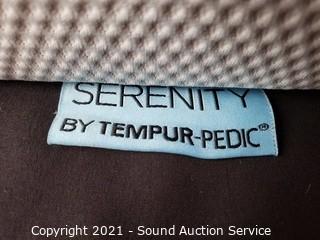 SERENITY
BY TEMPUR-PEDIC®
Copyright 2021 - Sound Auction Service